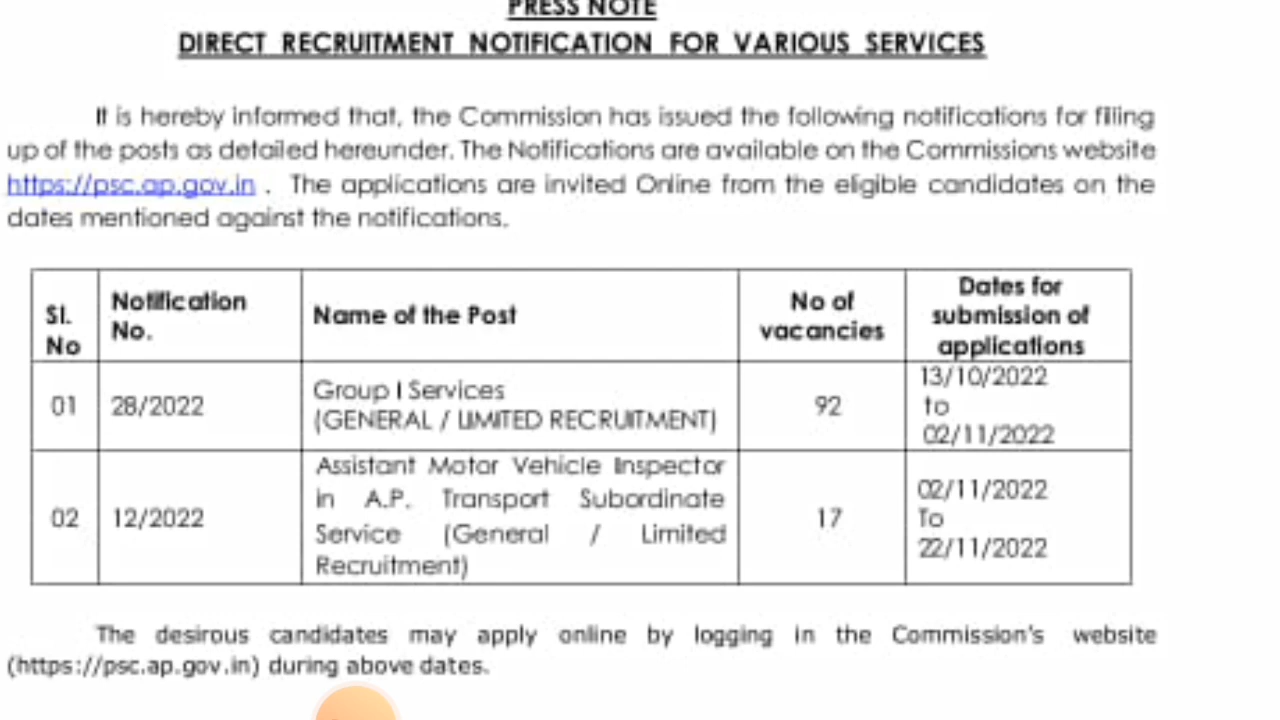 PRESS NOTE
DIRECT RECRUITMENT NOTIFICATION FOR VARIOUS SERVICES
It is hereby informed that, the Commission has issued the following notifications for filing
up of the posts as detailed hereunder. The Notifications are available on the Commissions website
https://psc.ap.gov.in . The applications are invited Online from the eligible candidates on the
dates mentioned against the notifications.
Sl. No
Notification No.
Name of the Post
No of vacancies
Dates for submission of applications
01
28/2022
Group I Services
(GENERAL / LIMITED RECRUITMENT)
92
13/10/2022
to
02/11/2022
02
12/2022
Assistant Motor Vehicle Inspector
in A.P. Transport Subordinate
Service (General / Limited
Recruitment)
17
02/11/2022
To
22/11/2022
The desirous candidates may apply online by logging in the Commission's website
(https://psc.ap.gov.in) during above dates.